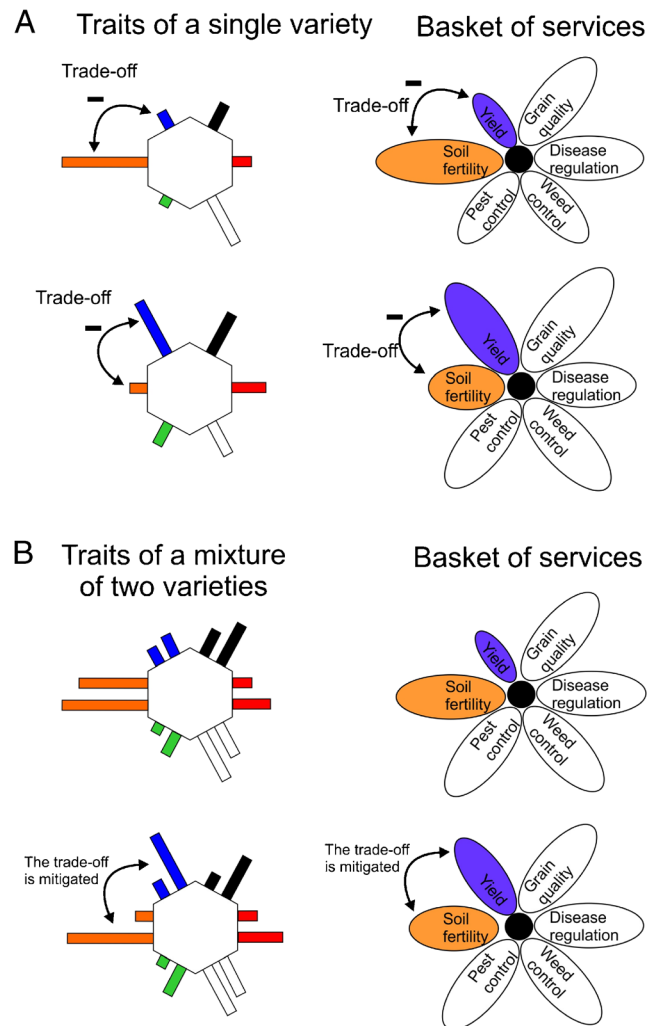 A
Traits of a single variety
Basket of services
Trade-off
Trade-off
Yield
Grain
quality
Soil
fertility
Disease
regulation
Pest
control
Weed
control
Trade-off
Trade-off
Yield
Grain
quality
Soil
fertility
Disease
regulation
Pest
control
Weed
control
B
Traits of a mixture
of two varieties
Basket of services
Yield
Grain
quality
Soil
fertility
Disease
regulation
Pest
control
Weed
control
The trade-off
is mitigated
The trade-off
is mitigated
Yield
Grain
quality
Soil
fertility
Disease
regulation
Pest
control
Weed
control